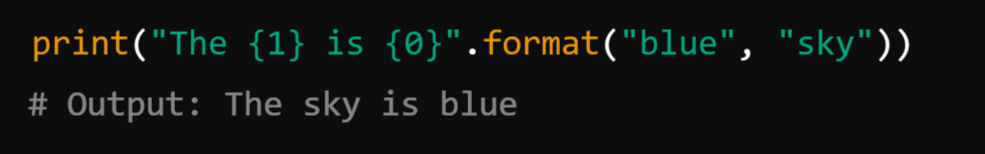 print("The {1} is {0}".format("blue", "sky"))
# Output: The sky is blue